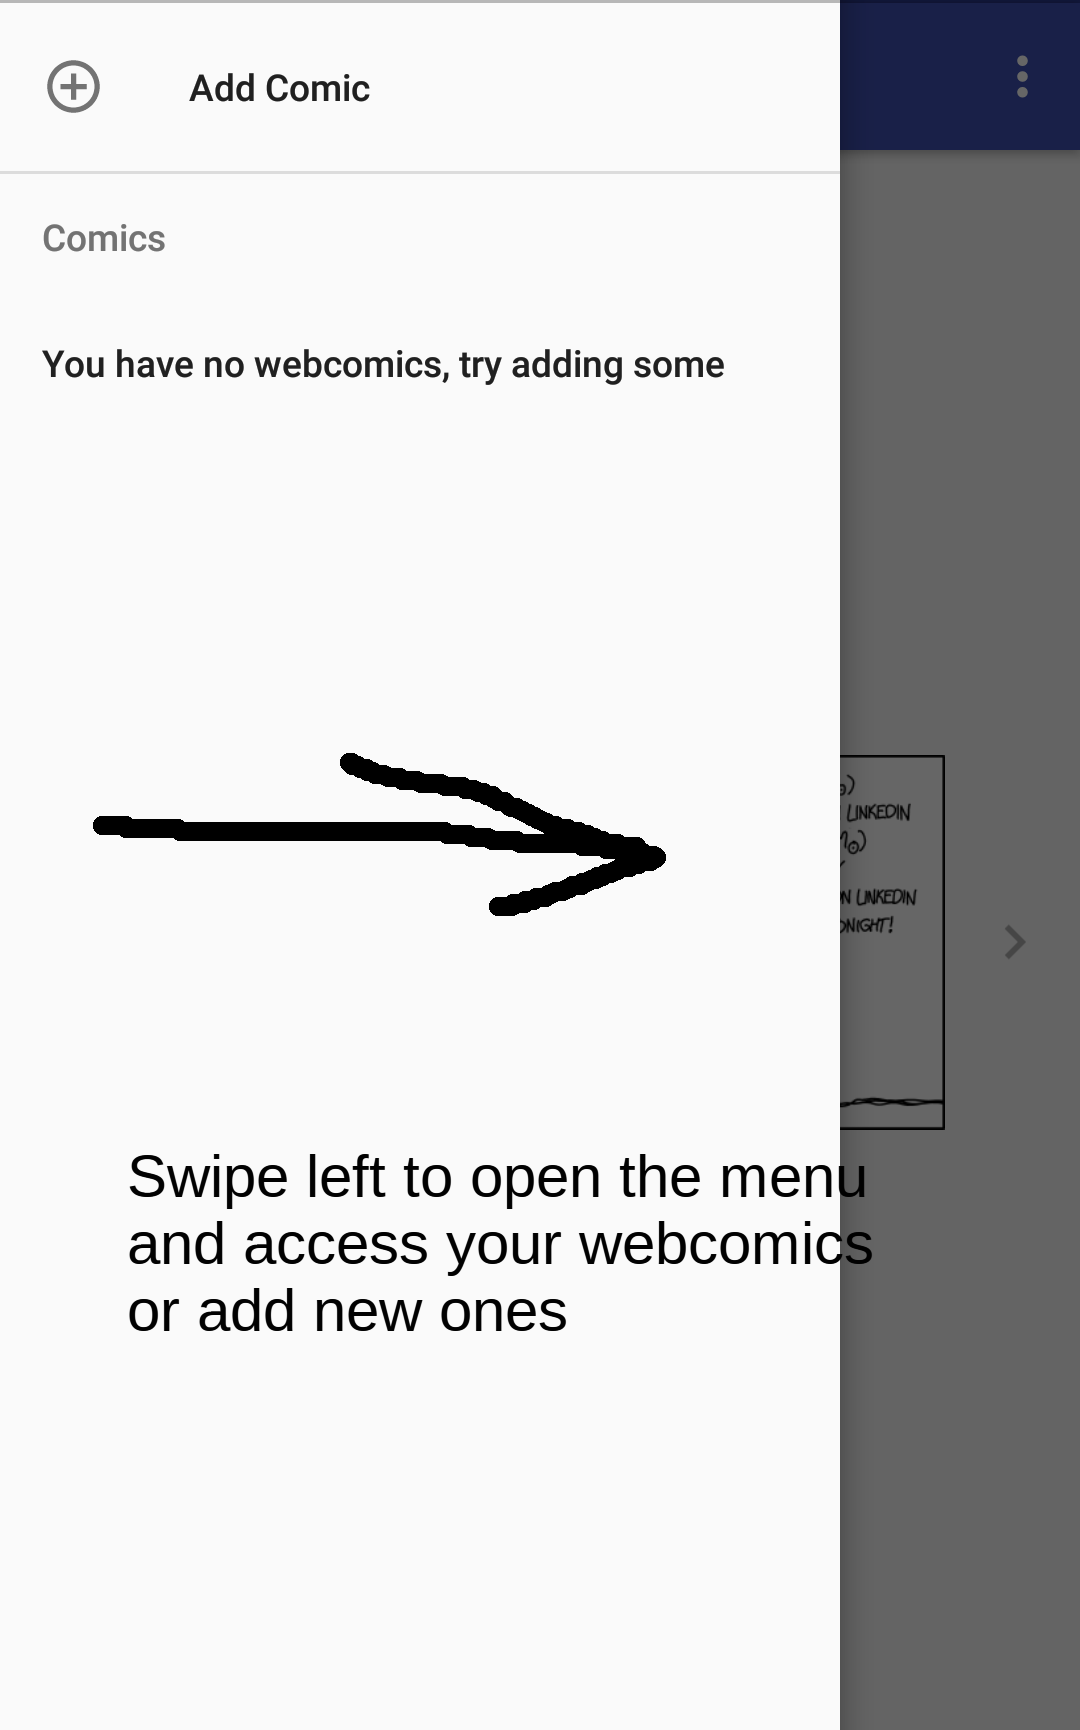 Add Comic
Comics
You have no webcomics, try adding some
LINKEDIN
LINKEDIN
Swipe left to open the menu
and access your webcomics
or add new ones